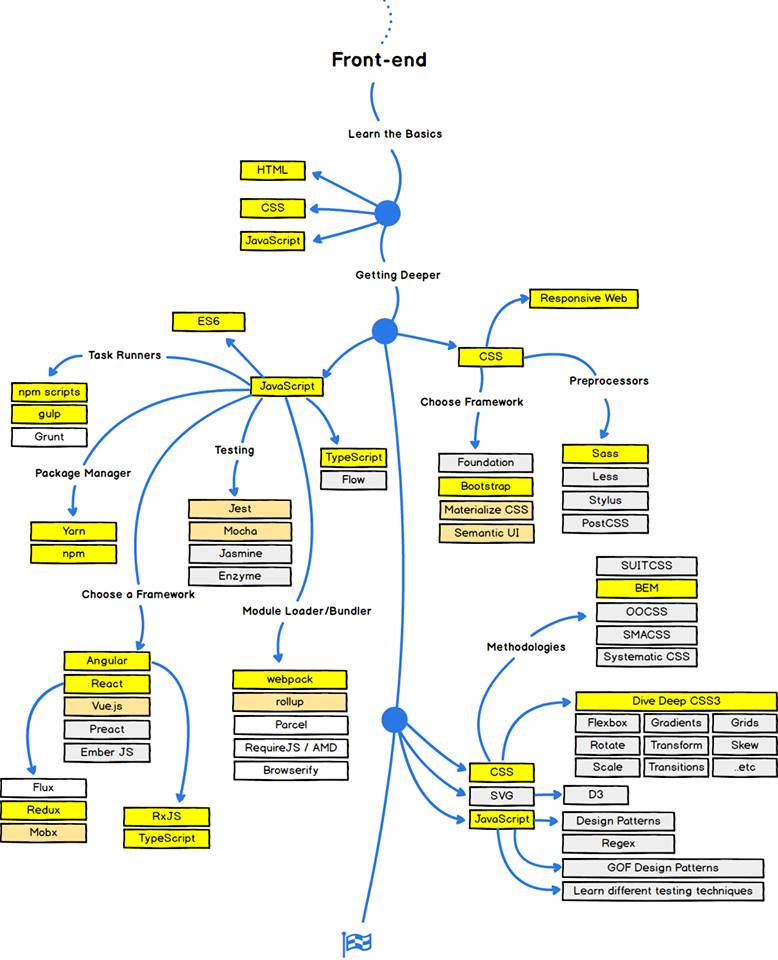 Front-end
Learn the Basics
HTML
CSS
JavaScript
Getting Deeper
Responsive Web
ES6
CSS
Task Runners
JavaScript
Preprocessors
npm scripts
gulp
Grunt
Choose Framework
Testing
TypeScript
Flow
Foundation
Bootstrap
Materialize CSS
Semantic UI
Sass
Less
Stylus
PostCSS
Package Manager
Yarn
npm
Jest
Mocha
Jasmine
Enzyme
Choose a Framework
Module Loader/Bundler
SUITCSS
BEM
OOCSS
SMACSS
Systematic CSS
Methodologies
Angular
React
Vue.js
Preact
Ember JS
webpack
rollup
Parcel
RequireJS / AMD
Browserify
Dive Deep CSS3
Flexbox Gradients Grids
Rotate Transform Skew
Scale Transitions ..etc
Flux
Redux
Mobx
RxJS
TypeScript
CSS
SVG
JavaScript
D3
Design Patterns
Regex
GOF Design Patterns
Learn different testing techniques